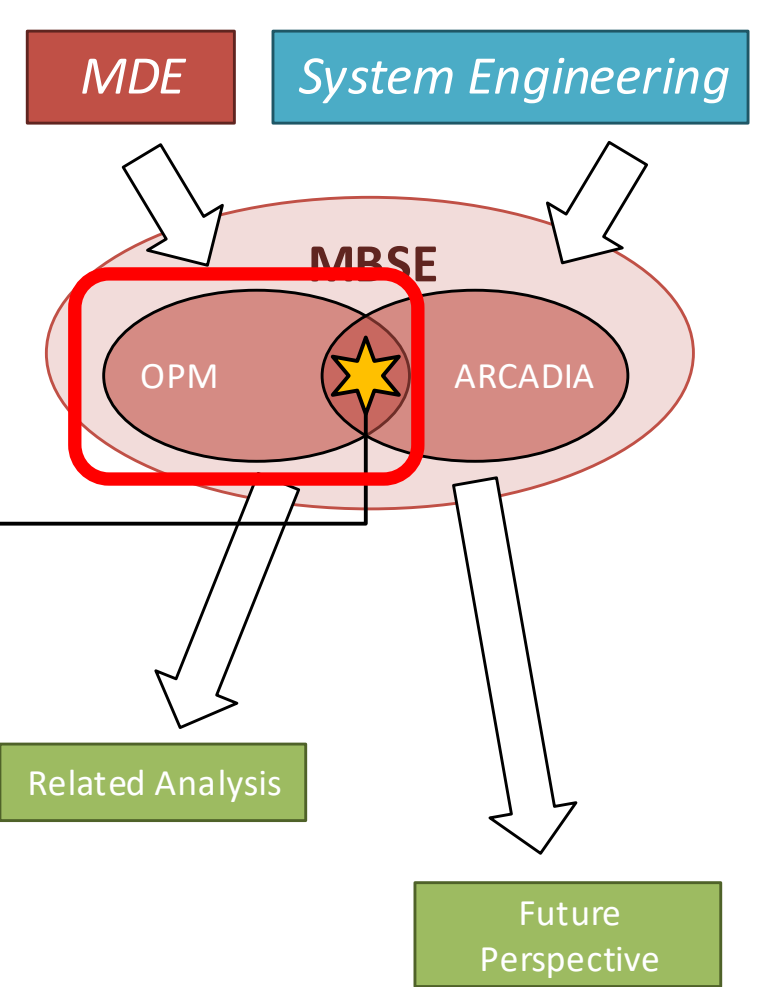 MDE
System Engineering
MBSE
OPM
ARCADIA
Related Analysis
Future
Perspective